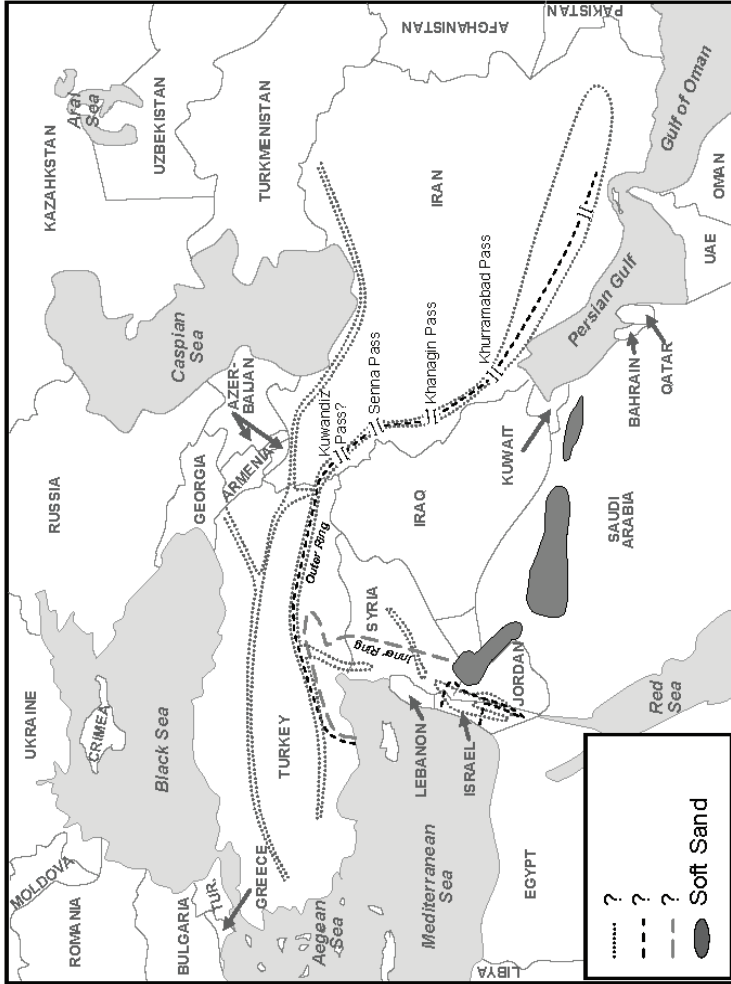 RUSSIA
KAZAHKSTAN
Aral
Sea
UZBEKISTAN
TURKMENISTAN
AFGHANISTAN
PAKISTAN
UKRAINE
CRIMEA
MOLDOVA
ROMANIA
BULGARIA
TUR.
GREECE
Black Sea
GEORGIA
ARMENIA
AZER-
BAIJAN
Caspian
Sea
Aegean
Sea
TURKEY
Outer Ring
Kuwandiz
Pass?
Senna Pass
Khanagin Pass
Khurramabad Pass
IRAN
Mediterranean
Sea
SYRIA
Inner Ring
LEBANON
ISRAEL
JORDAN
IRAQ
KUWAIT
Persian Gulf
Gulf of Oman
BAHRAIN
QATAR
UAE
OMAN
SAUDI
ARABIA
Red
Sea
EGYPT
LIBYA
?
?
?
Soft Sand